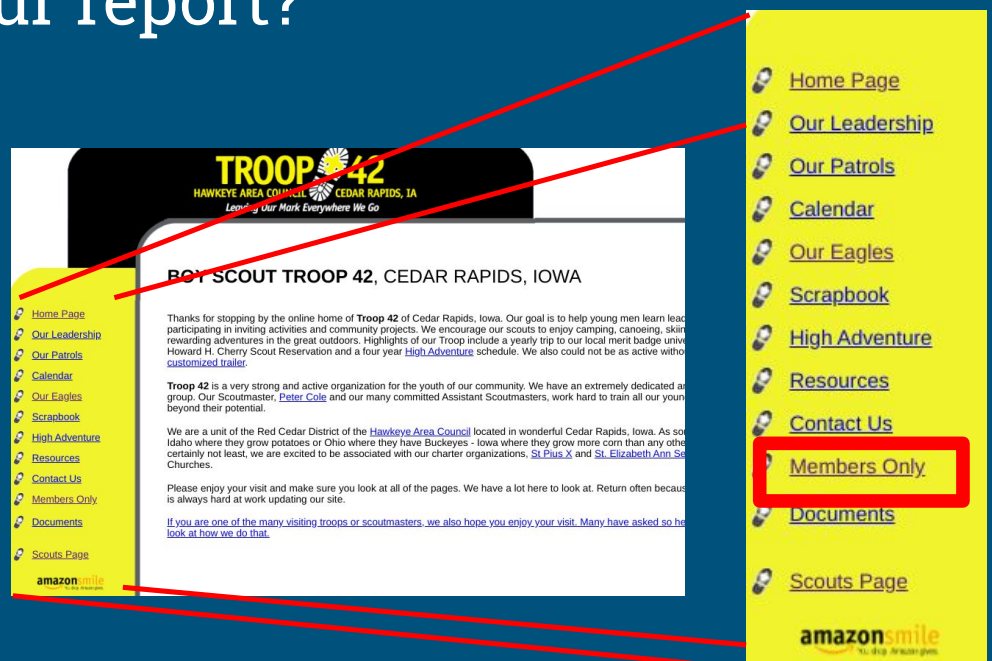 ur report?
TROOP 42
HAWKEYE AREA COUNCIL CEDAR RAPIDS, IA
Leaving Our Mark Everywhere We Go
BOY SCOUT TROOP 42, CEDAR RAPIDS, IOWA
Thanks for stopping by the online home of Troop 42 of Cedar Rapids, Iowa. Our goal is to help young men learn lea
participating in inviting activities and community projects. We encourage our scouts to enjoy camping, canoeing, skiin
rewarding adventures in the great outdoors. Highlights of our Troop include a yearly trip to our local merit badge unive
Howard H. Cherry Scout Reservation and a four year High Adventure schedule. We also could not be as active witho
customized trailer.
Troop 42 is a very strong and active organization for the youth of our community. We have an extremely dedicated an
group. Our Scoutmaster, Peter Cole and our many committed Assistant Scoutmasters, work hard to train all our youn
beyond their potential.
We are a unit of the Red Cedar District of the Hawkeye Area Council located in wonderful Cedar Rapids, Iowa. As so
Idaho where they grow potatoes or Ohio where they have Buckeyes - Iowa where they grow more corn than any othe
certainly not least, we are excited to be associated with our charter organizations, St Pius X and St. Elizabeth Ann Se
Churches.
Please enjoy your visit and make sure you look at all of the pages. We have a lot here to look at. Return often becaus
is always hard at work updating our site.
If you are one of the many visiting troops or scoutmasters, we also hope you enjoy your visit. Many have asked so he
look at how we do that.
Home Page
Our Leadership
Our Patrols
Calendar
Our Eagles
Scrapbook
High Adventure
Resources
Contact Us
Members Only
Documents
Scouts Page
amazonsmile
You shop. Amazon gives.
Home Page
Our Leadership
Our Patrols
Calendar
Our Eagles
Scrapbook
High Adventure
Resources
Contact Us
Members Only
Documents
Scouts Page
amazonsmile
You shop. Amazon gives.